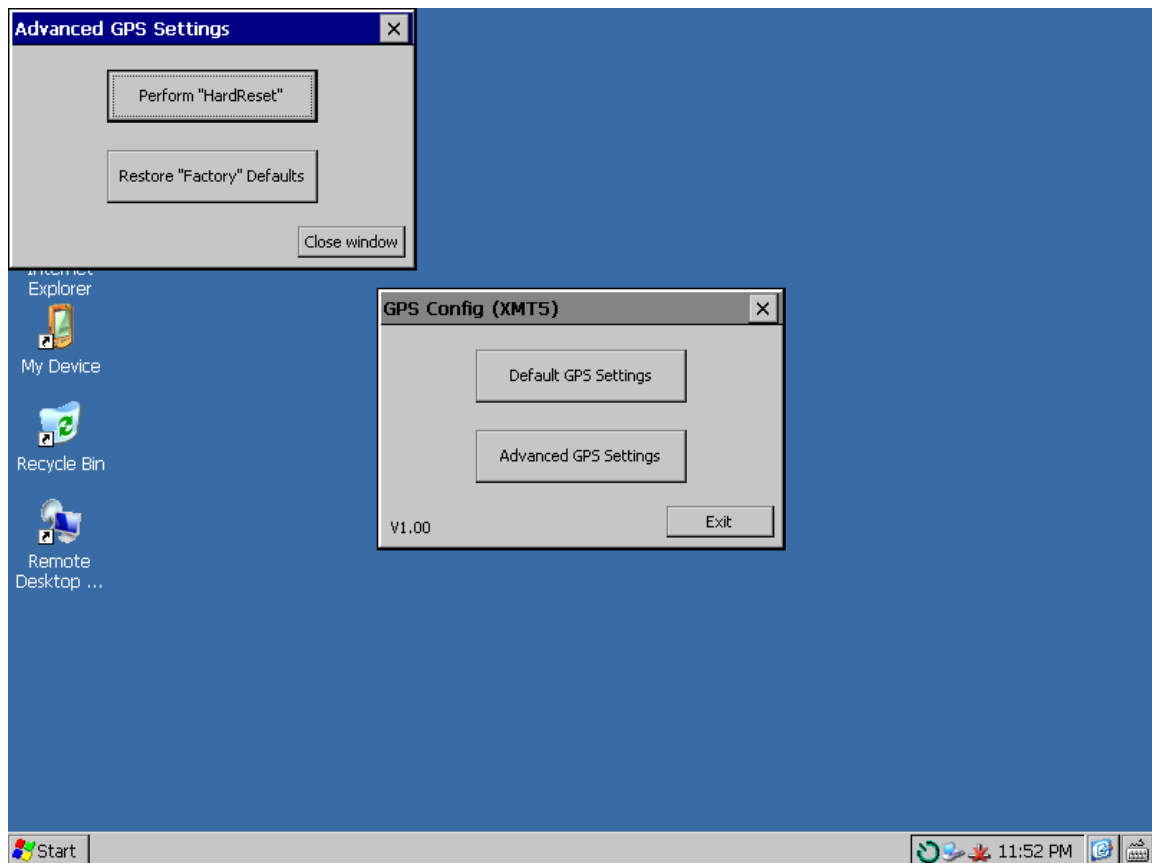 Advanced GPS Settings
Perform "HardReset"
Restore "Factory" Defaults
Close window
Internet
Explorer
My Device
Recycle Bin
Remote
Desktop ...
GPS Config (XMT5)
Default GPS Settings
Advanced GPS Settings
V1.00
Exit
Start
11:52 PM